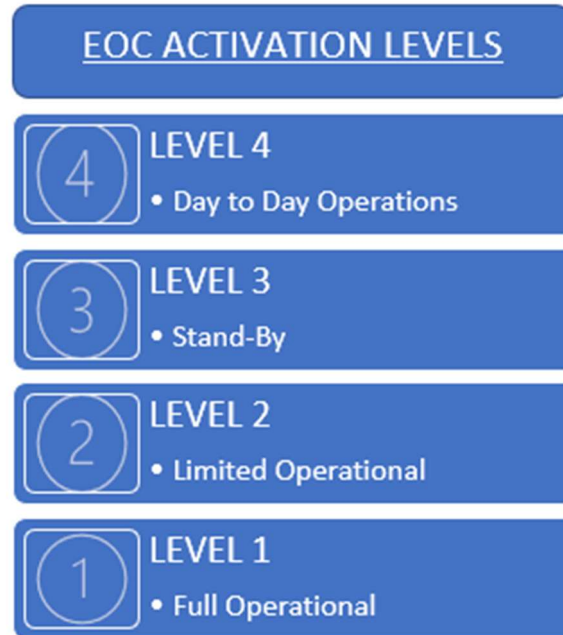 EOC ACTIVATION LEVELS
4
LEVEL 4
• Day to Day Operations
3
LEVEL 3
• Stand-By
2
LEVEL 2
• Limited Operational
1
LEVEL 1
• Full Operational